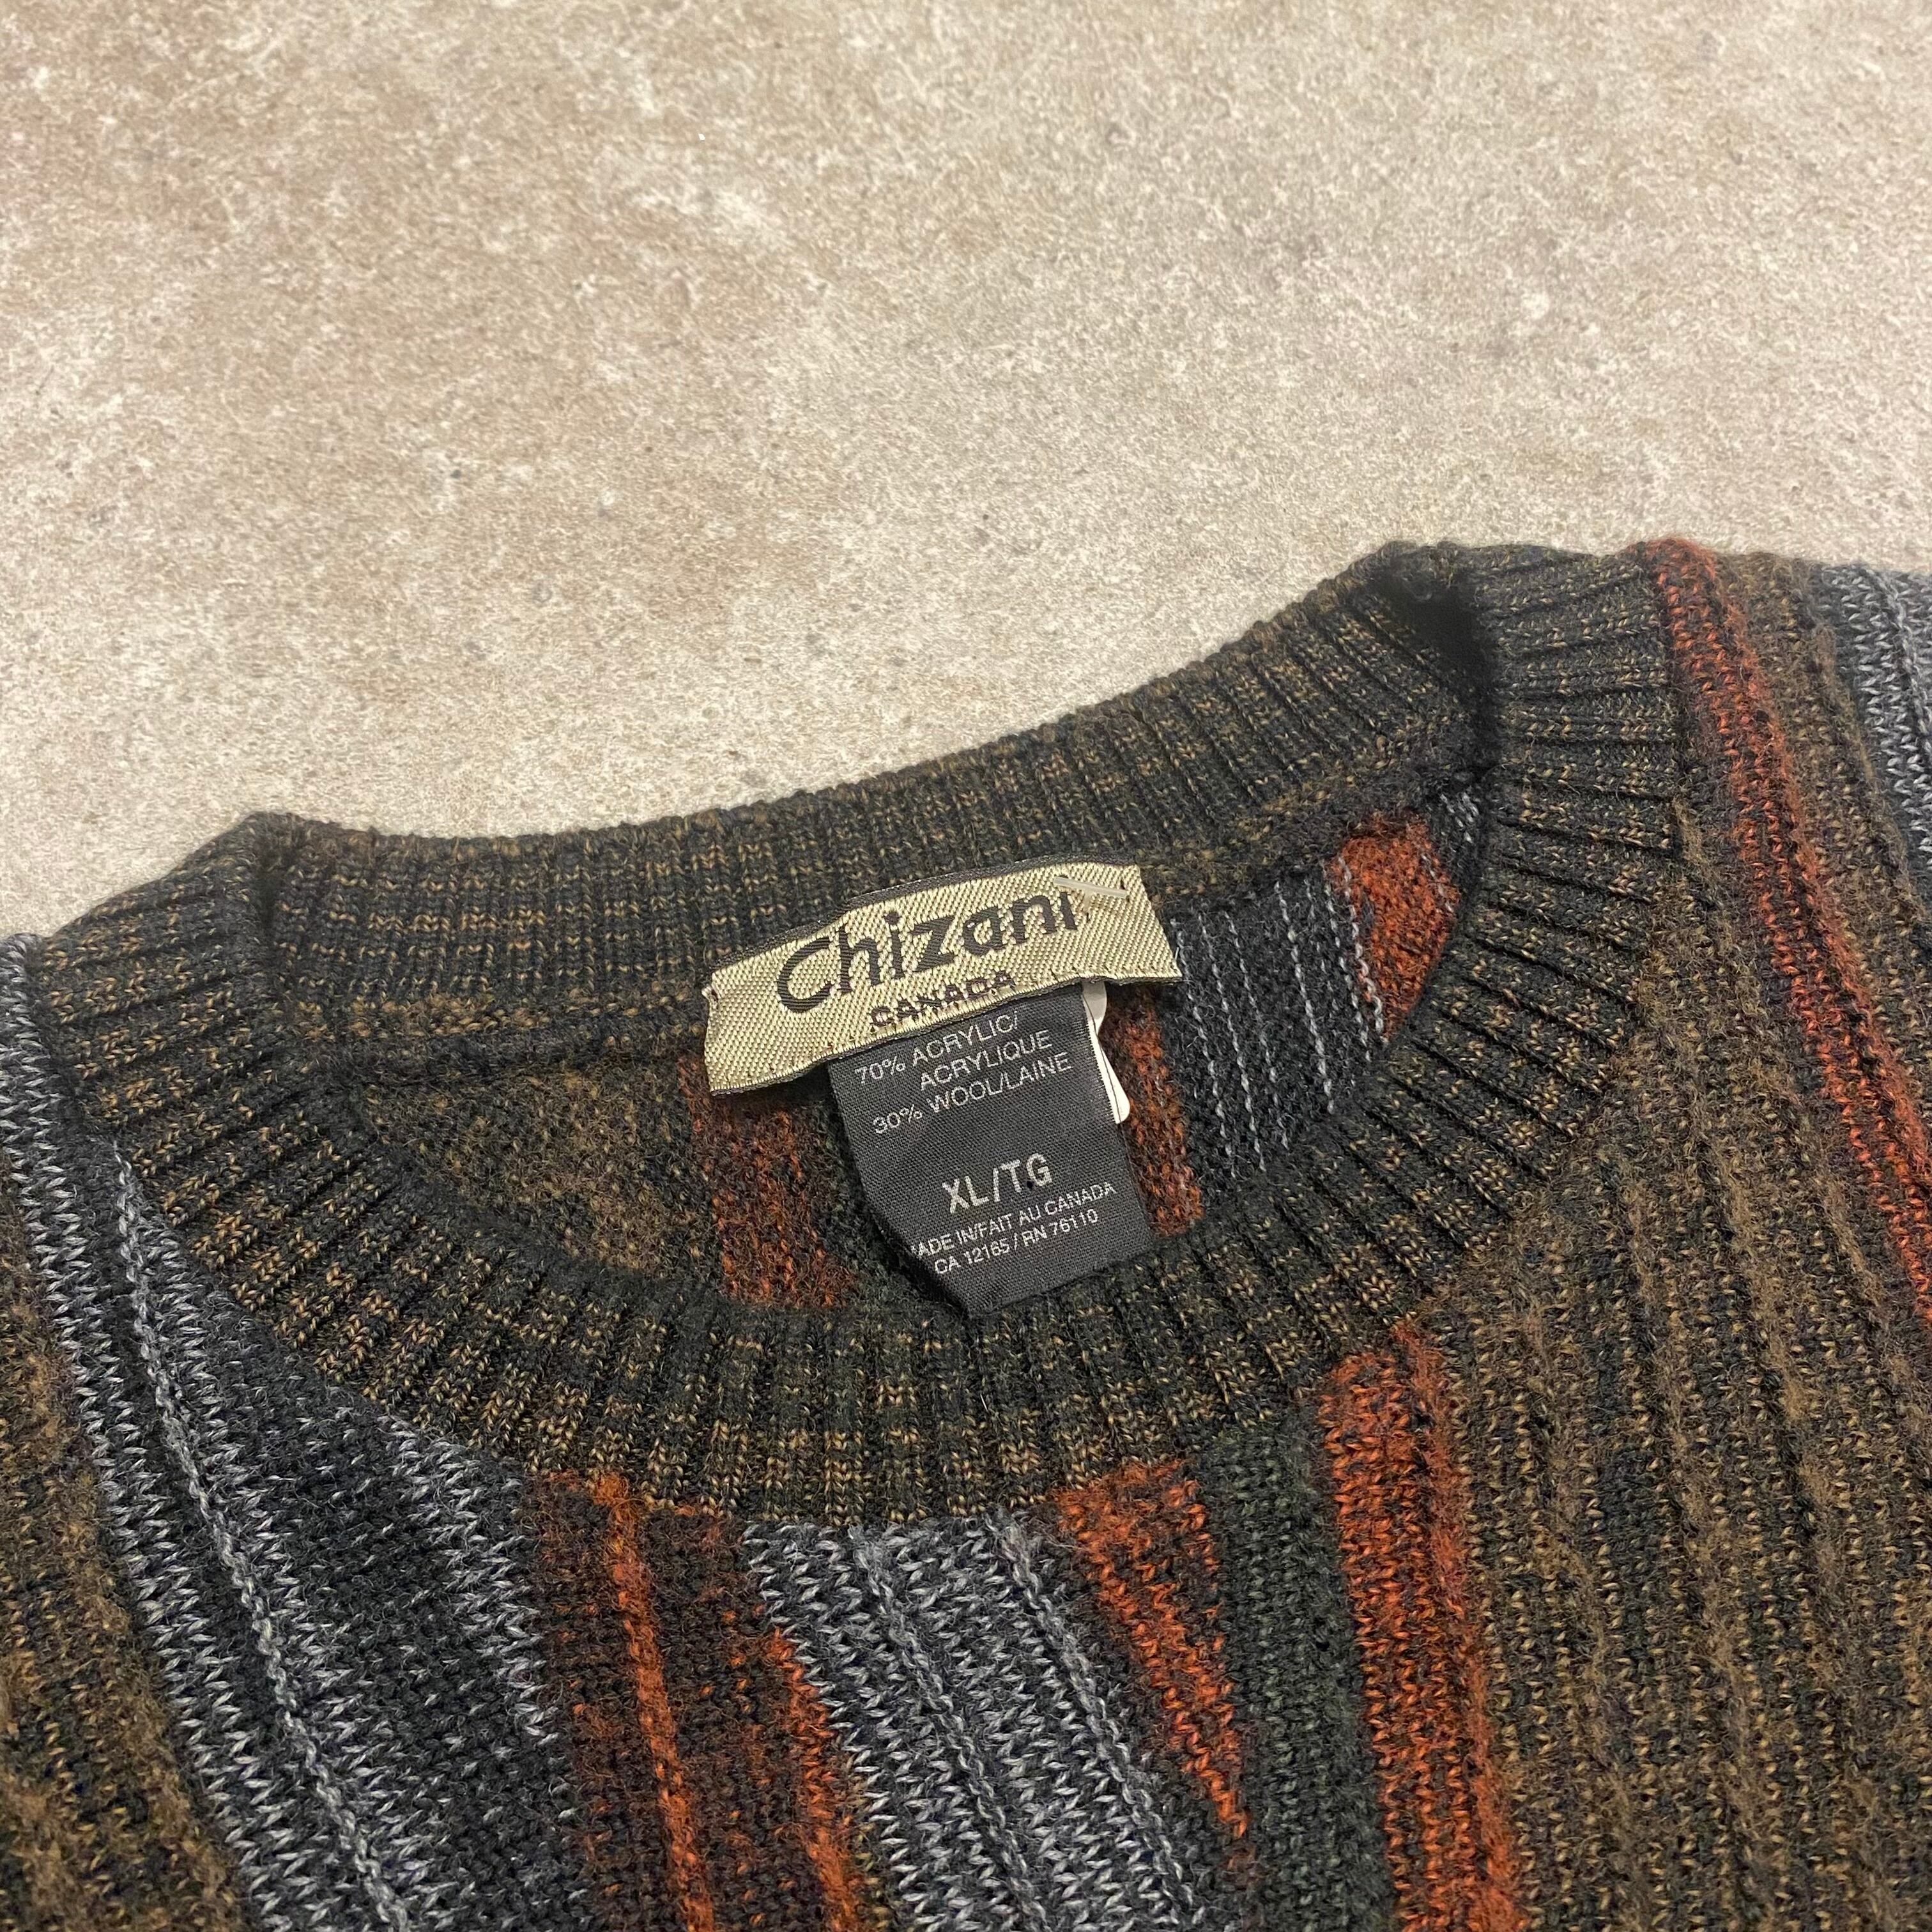 Chizani
CANADA
70% ACRYLIC/
ACRYLIQUE
30% WOOL/LAINE
XL/TG
MADE IN/FAIT AU CANADA
CA 12165 / RN 76110